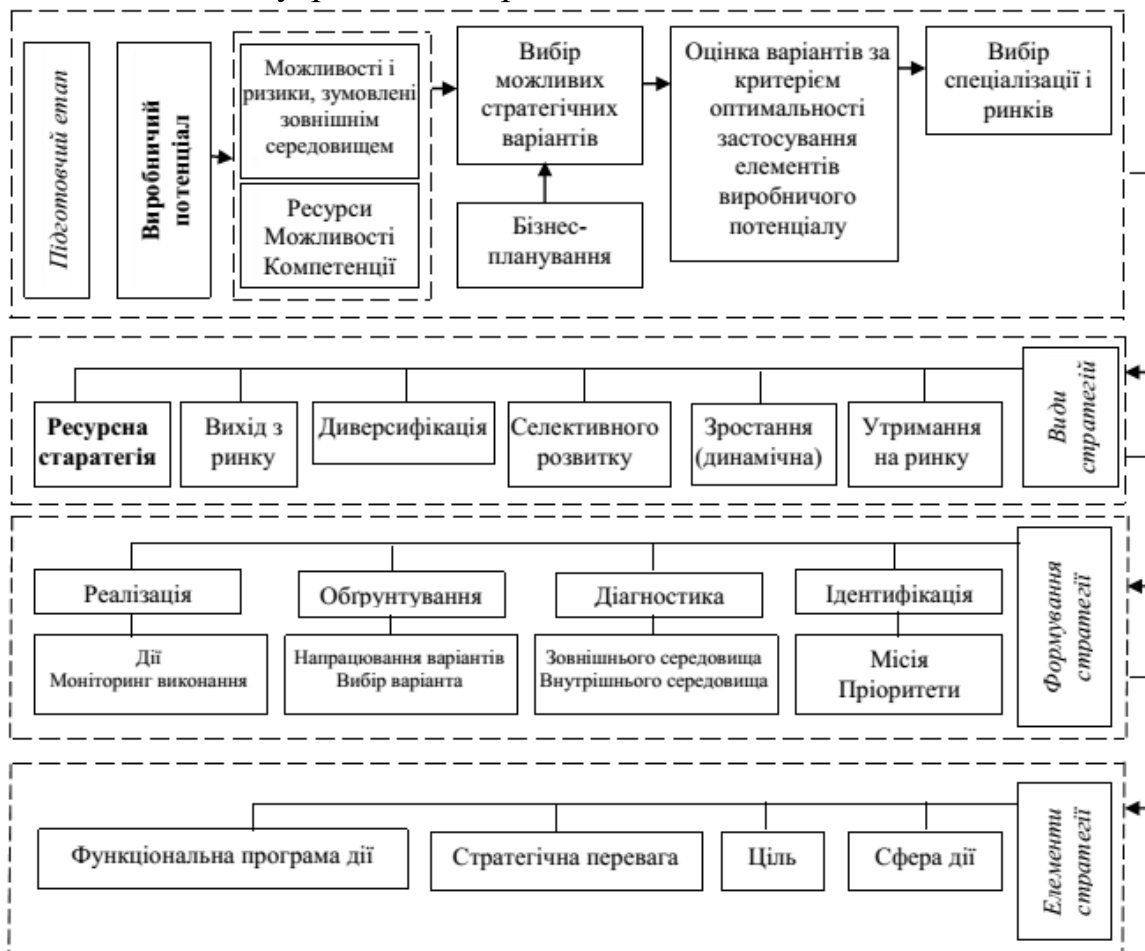 Підготовчий етап
Виробничий
потенціал
Можливості і
ризики, зумовлені
зовнішнім
середовищем
Ресурси
Можливості
Компетенції
Вибір
можливих
стратегічних
варіантів
Бізнес-
планування
Оцінка варіантів за
критерієм
оптимальності
застосування
елементів
виробничого
потенціалу
Вибір
спеціалізації і
ринків
Види
стратегій
Ресурсна
старатегія
Вихід з
ринку
Диверсифікація
Селективного
розвитку
Зростання
(динамічна)
Утримання
на ринку
Формування
стратегії
Реалізація
Обґрунтування
Діагностика
Ідентифікація
Дії
Моніторинг виконання
Напрацювання варіантів
Вибір варіанта
Зовнішнього середовища
Внутрішнього середовища
Місія
Пріоритети
Елементи
стратегії
Функціональна програма дії
Стратегічна перевага
Ціль
Сфера дії